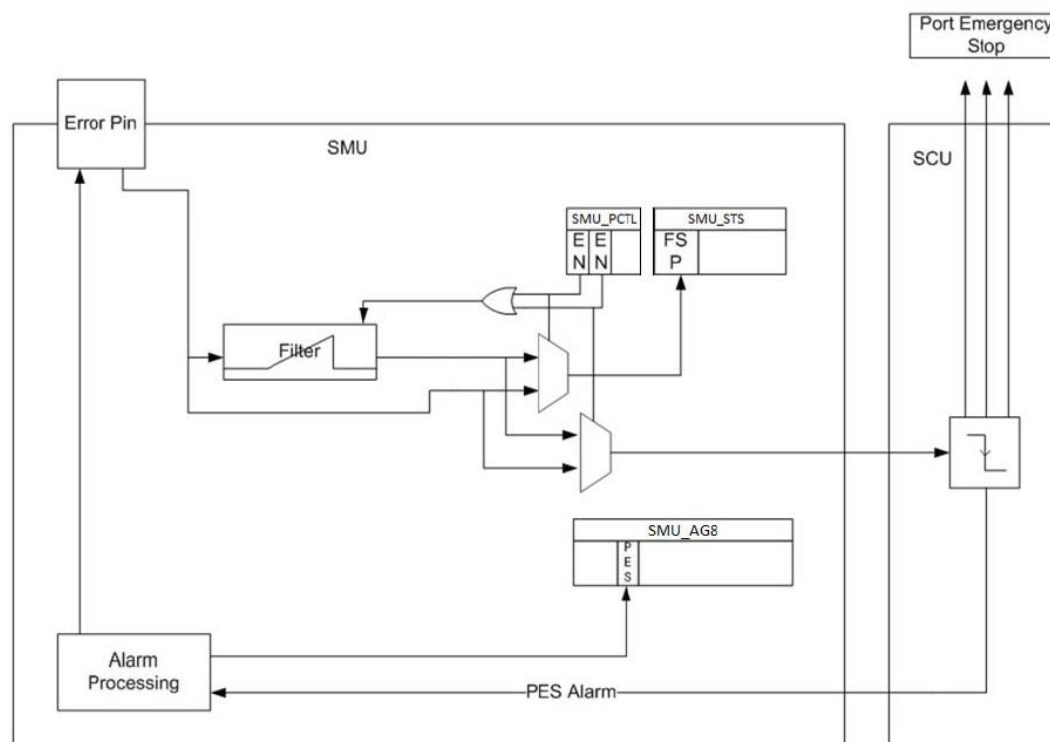 Port Emergency
Stop
Error Pin
SMU
SCU
SMU_PCTL
SMU_STS
E
N
E
N
FS
P
Filter
SMU_AG8
P
E
S
Alarm
Processing
PES Alarm